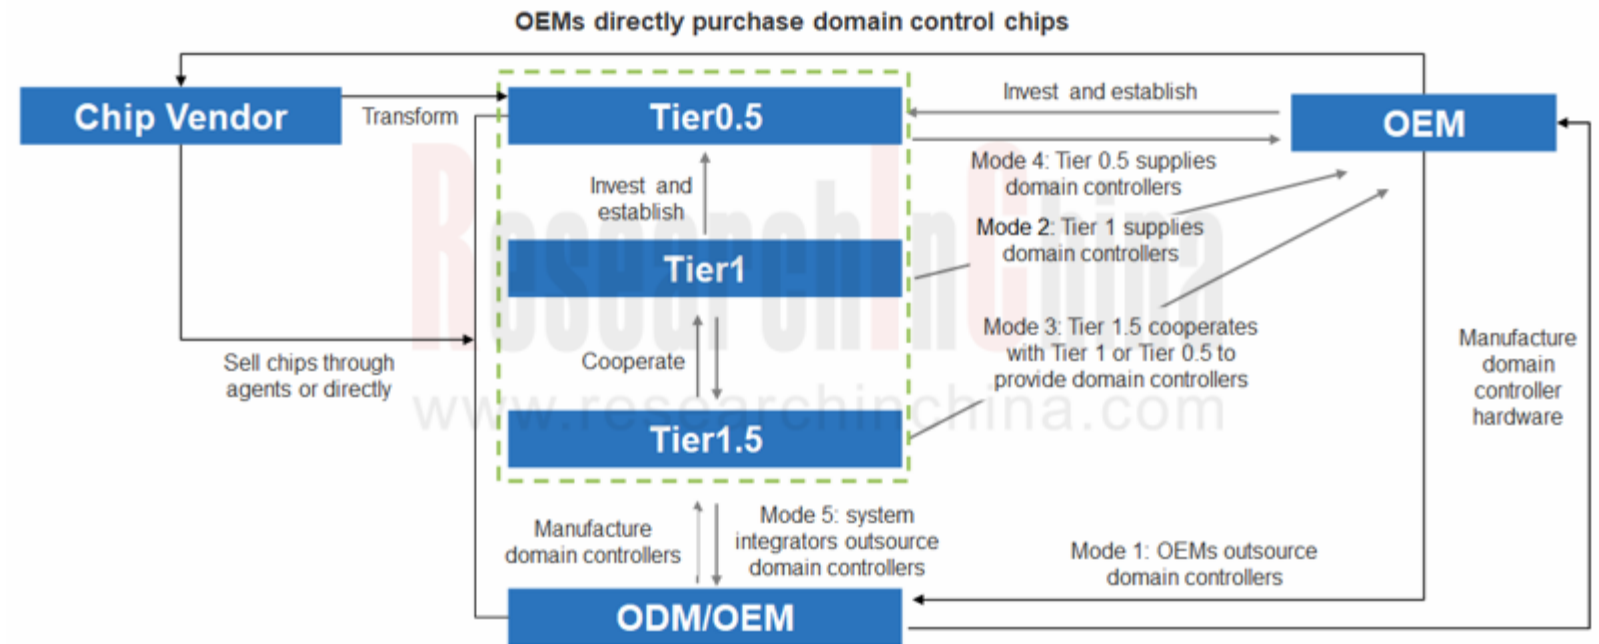 OEMs directly purchase domain control chips
Chip Vendor
Transform
Tier0.5
Invest and establish
OEM
Mode 4: Tier 0.5 supplies
domain controllers
Invest and
establish
Mode 2: Tier 1 supplies
domain controllers
Tier1
Sell chips through
agents or directly
Cooperate
Mode 3: Tier 1.5 cooperates
with Tier 1 or Tier 0.5 to
provide domain controllers
Manufacture
domain
controller
hardware
Tier1.5
Manufacture
domain controllers
Mode 5: system
integrators outsource
domain controllers
Mode 1: OEMs outsource
domain controllers
ODM/OEM
ResearchInChina
www.researchinchina.com